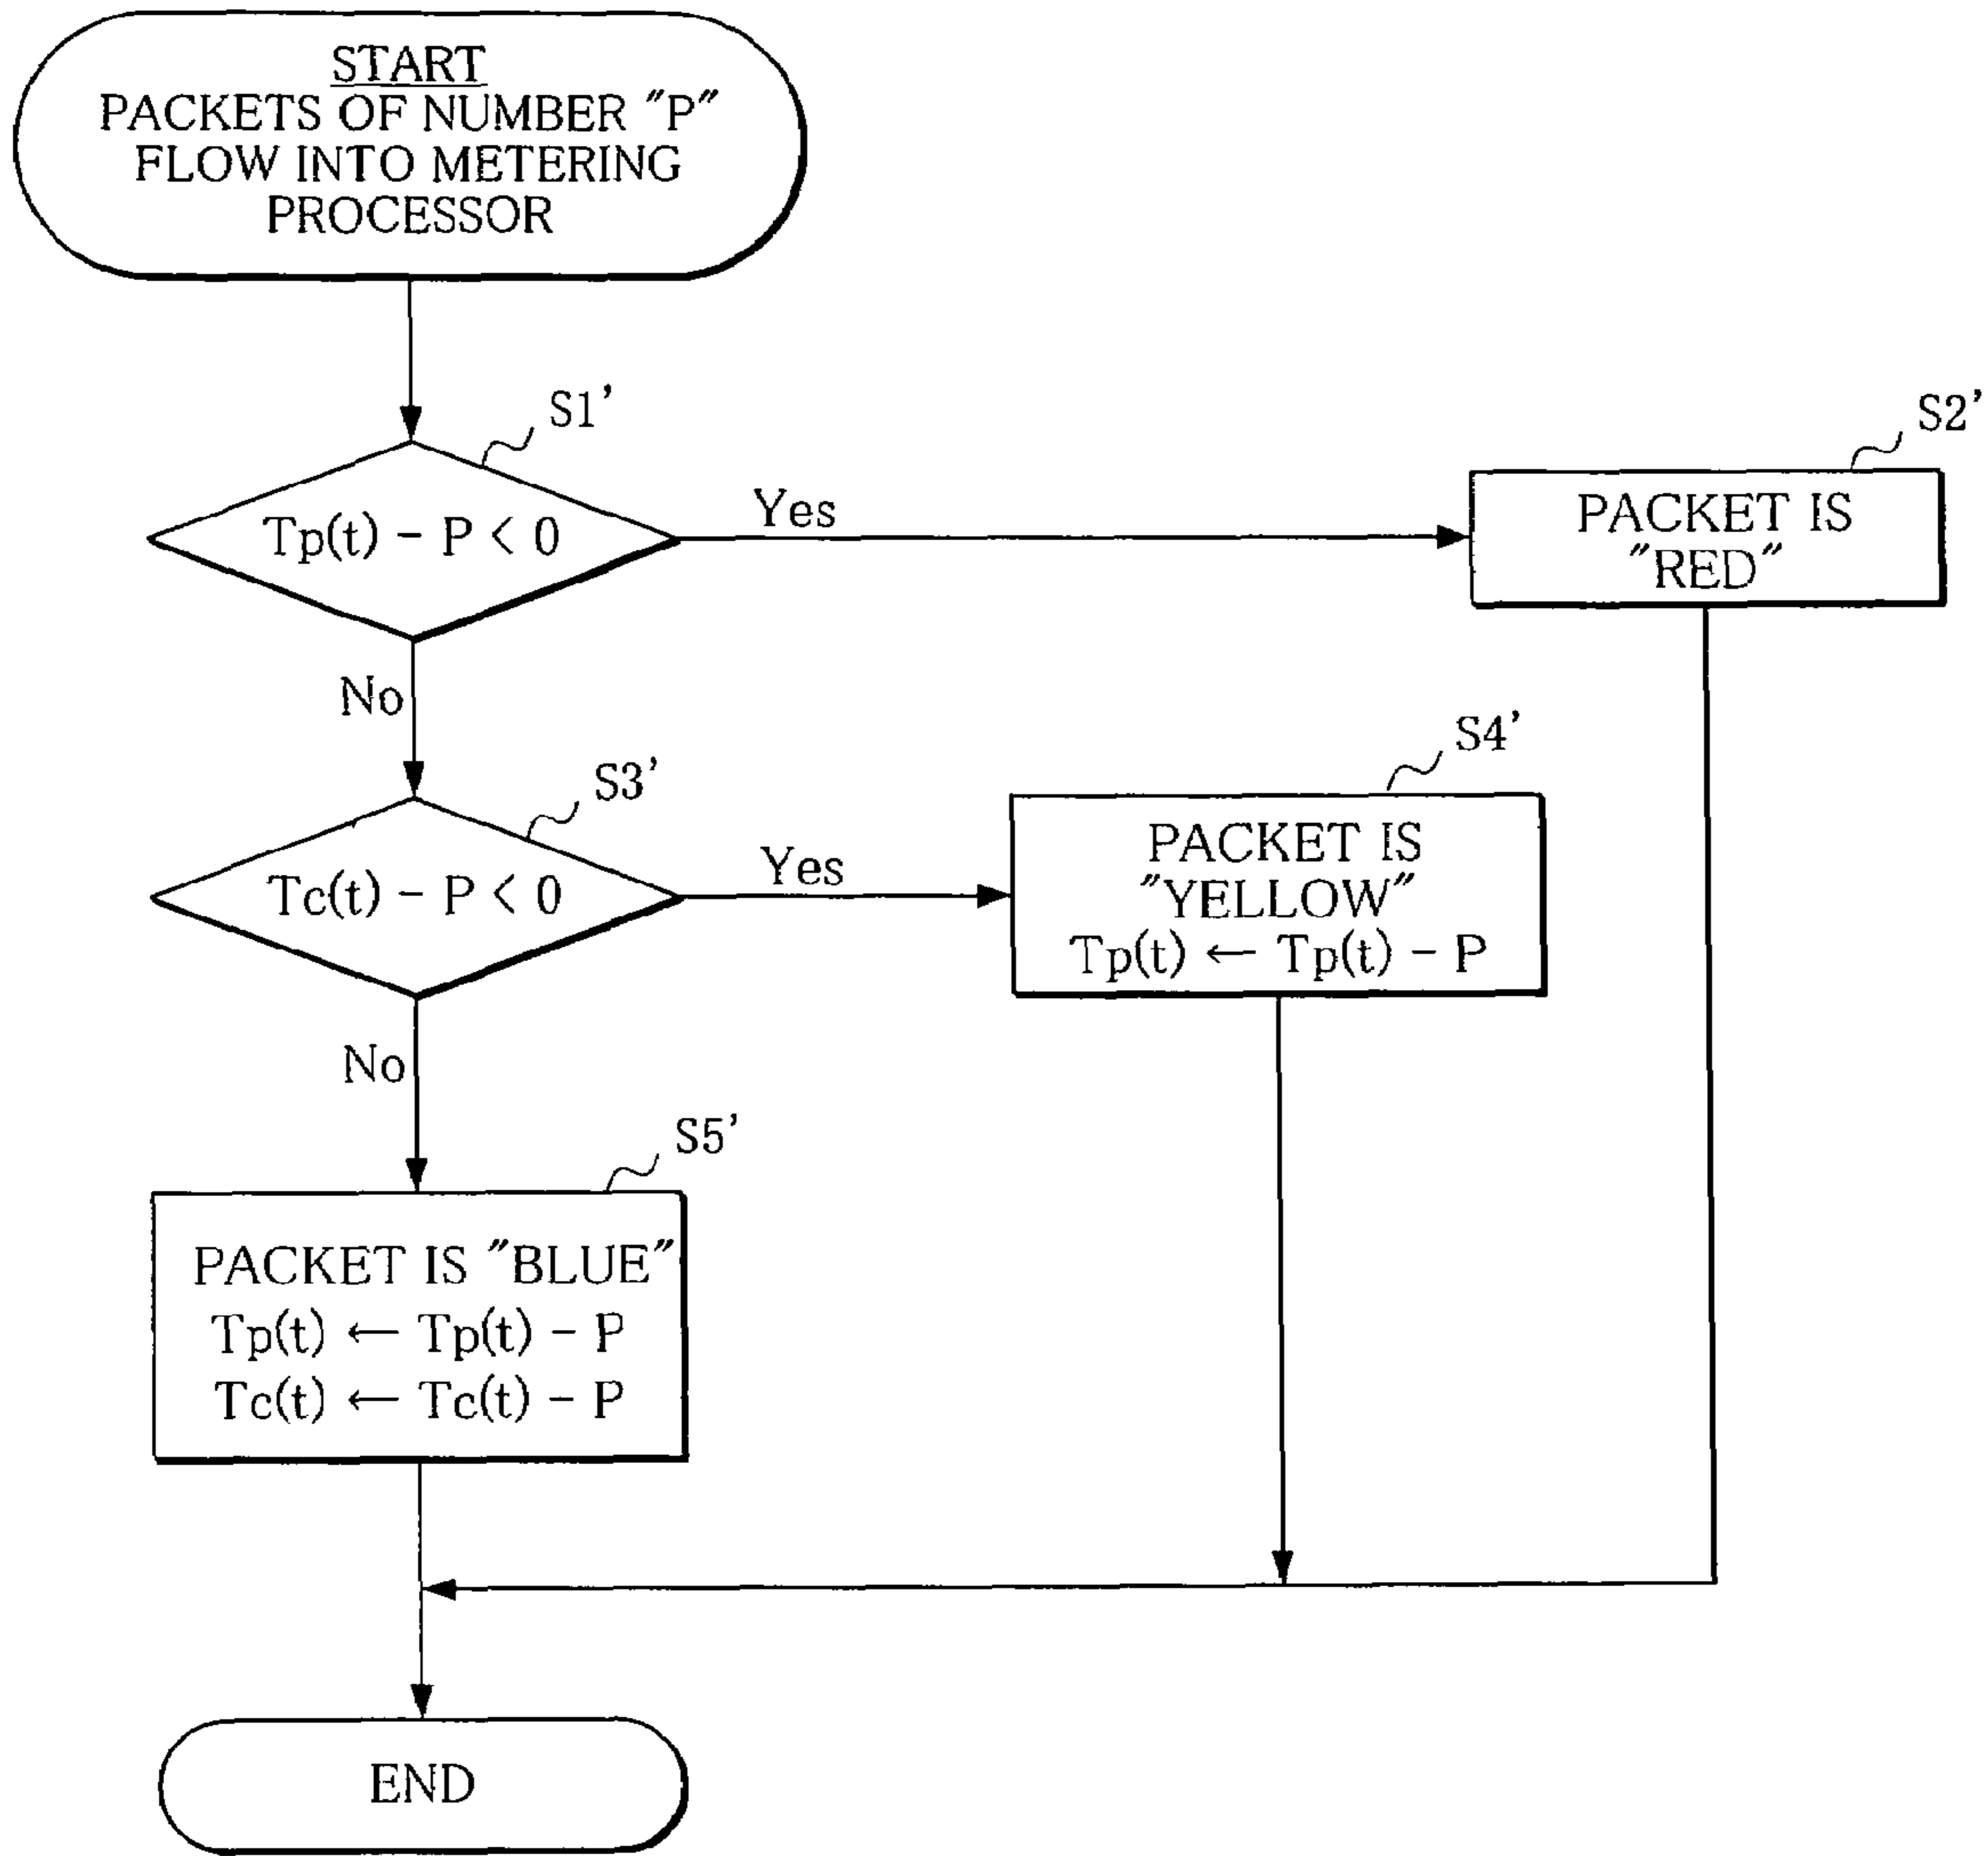 START
PACKETS OF NUMBER "P"
FLOW INTO METERING
PROCESSOR
S1'
Tp(t) - P < 0
Yes
S2'
PACKET IS
"RED"
No
S3'
Tc(t) - P < 0
Yes
S4'
PACKET IS
"YELLOW"
Tp(t) ← Tp(t) - P
No
S5'
PACKET IS "BLUE"
Tp(t) ← Tp(t) - P
Tc(t) ← Tc(t) - P
END